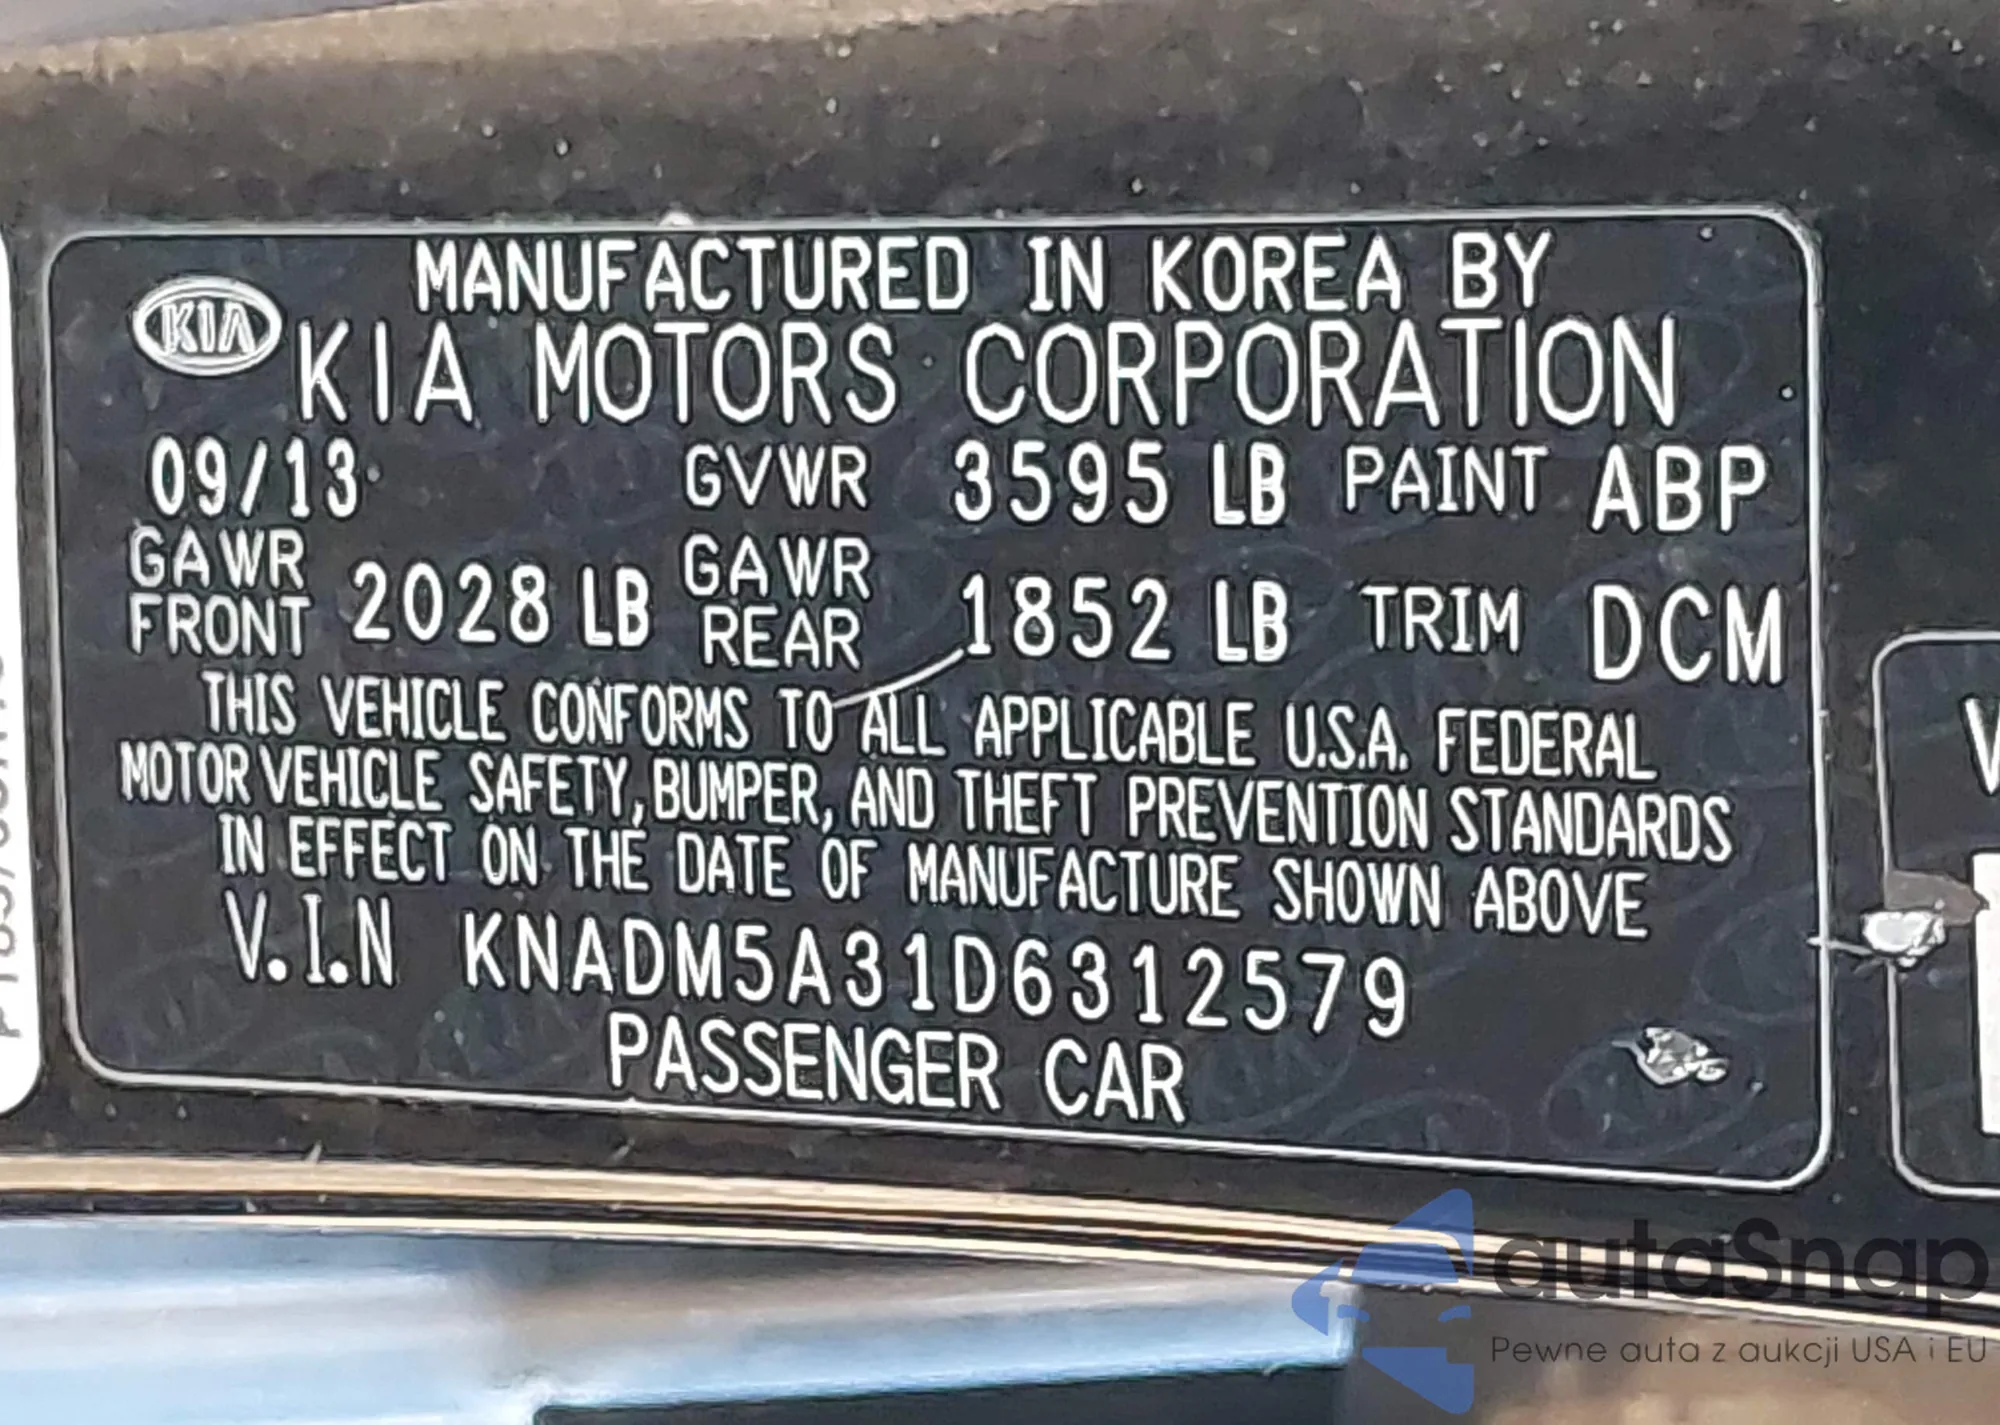 MANUFACTURED IN KOREA BY
KIA
KIA MOTORS CORPORATION
09/13 GVWR 3595 LB PAINT ABP
GAWR FRONT 2028 LB GAWR REAR 1852 LB TRIM DCM
THIS VEHICLE CONFORMS TO ALL APPLICABLE U.S.A. FEDERAL
MOTOR VEHICLE SAFETY, BUMPER, AND THEFT PREVENTION STANDARDS
IN EFFECT ON THE DATE OF MANUFACTURE SHOWN ABOVE
V.I.N KNADM5A31D6312579
PASSENGER CAR
autaSnap
Pewne auta z aukcji USA i EU